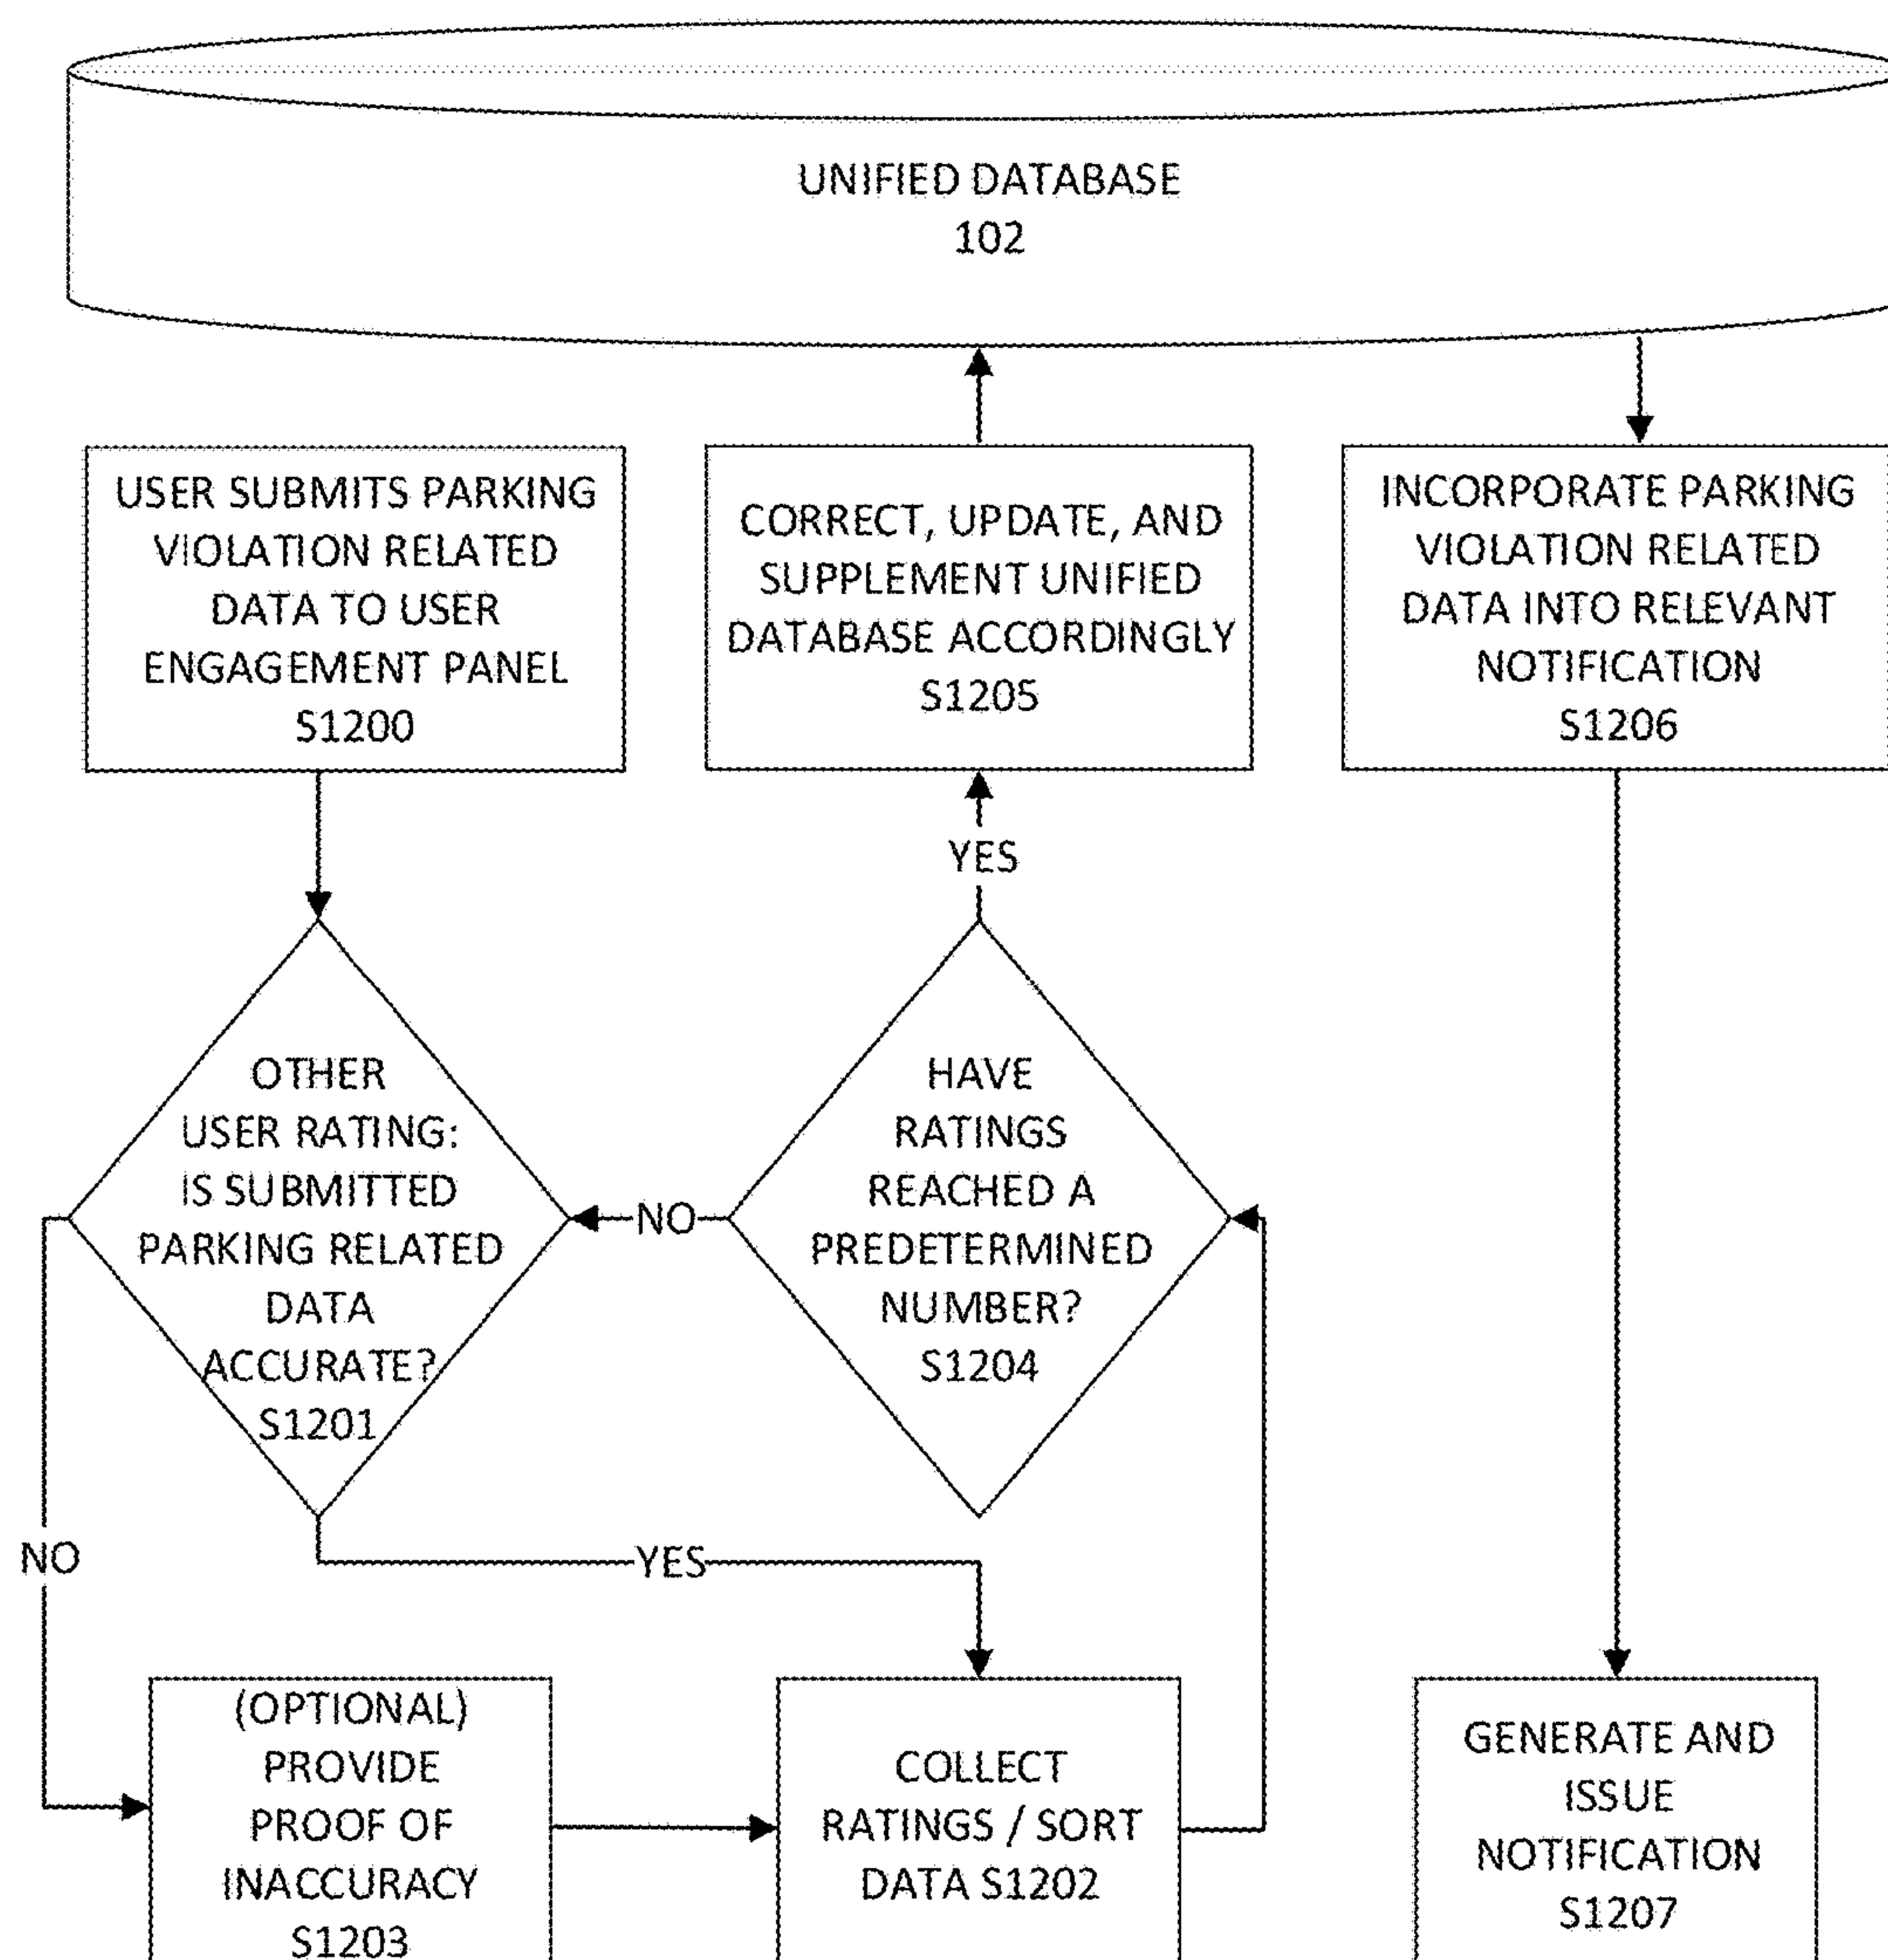 UNIFIED DATABASE
102
USER SUBMITS PARKING
VIOLATION RELATED
DATA TO USER
ENGAGEMENT PANEL
S1200
CORRECT, UPDATE, AND
SUPPLEMENT UNIFIED
DATABASE ACCORDINGLY
S1205
INCORPORATE PARKING
VIOLATION RELATED
DATA INTO RELEVANT
NOTIFICATION
S1206
YES
OTHER
USER RATING:
IS SUBMITTED
PARKING RELATED
DATA
ACCURATE?
S1201
NO
HAVE
RATINGS
REACHED A
PREDETERMINED
NUMBER?
S1204
NO
YES
(OPTIONAL)
PROVIDE
PROOF OF
INACCURACY
S1203
COLLECT
RATINGS / SORT
DATA S1202
GENERATE AND
ISSUE
NOTIFICATION
S1207